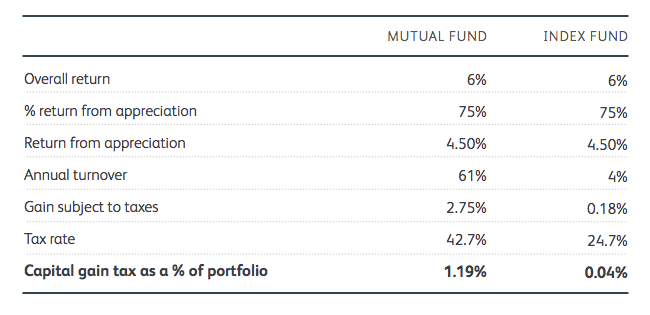 MUTUAL FUND INDEX FUND
Overall return 6% 6%
% return from appreciation 75% 75%
Return from appreciation 4.50% 4.50%
Annual turnover 61% 4%
Gain subject to taxes 2.75% 0.18%
Tax rate 42.7% 24.7%
Capital gain tax as a % of portfolio 1.19% 0.04%